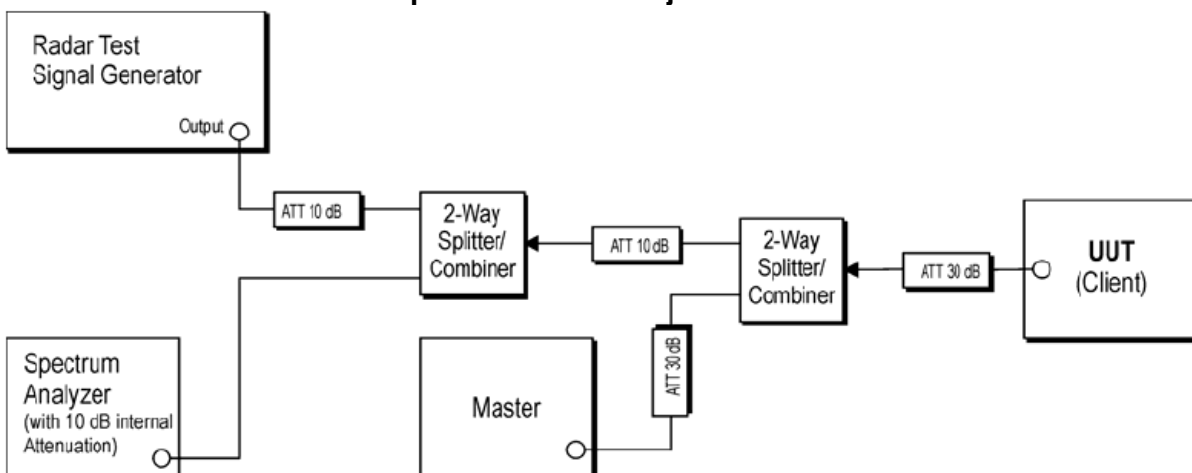 Radar Test
Signal Generator
Output
ATT 10 dB
2-Way
Splitter/
Combiner
ATT 10 dB
2-Way
Splitter/
Combiner
ATT 30 dB
UUT
(Client)
Spectrum
Analyzer
(with 10 dB internal
Attenuation)
Master
ATT 30 dB